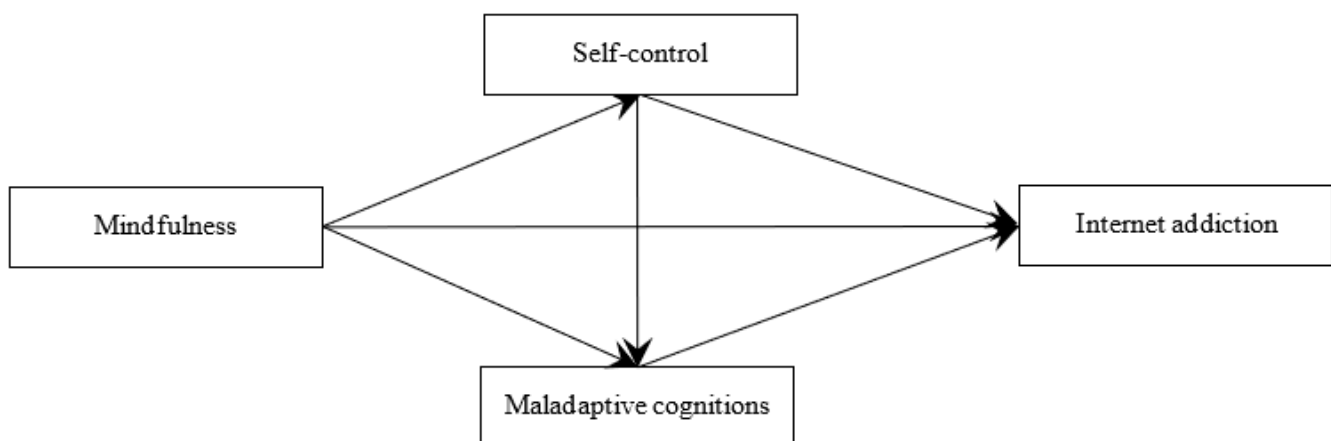 Self-control
Mindfulness
Internet addiction
Maladaptive cognitions